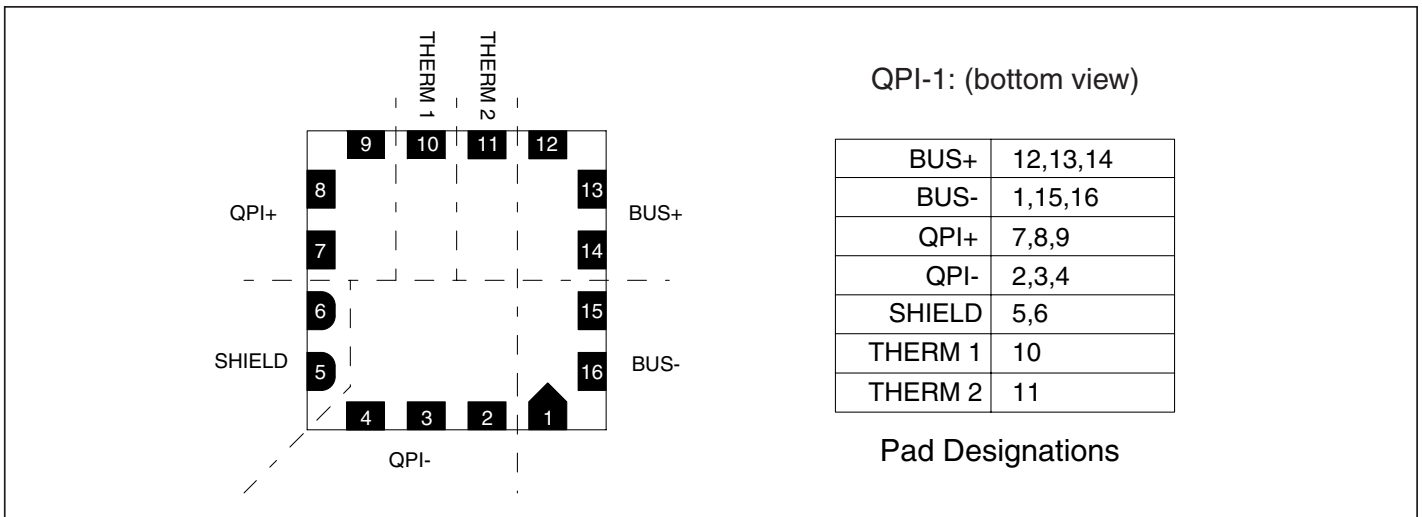 THERM 1
THERM 2
9 10 11 12
8
7
6
5
13
14
15
16
4 3 2 1
QPI+
SHIELD
BUS+
BUS-
QPI-
QPI-1: (bottom view)
BUS+ 12,13,14
BUS- 1,15,16
QPI+ 7,8,9
QPI- 2,3,4
SHIELD 5,6
THERM 1 10
THERM 2 11
Pad Designations